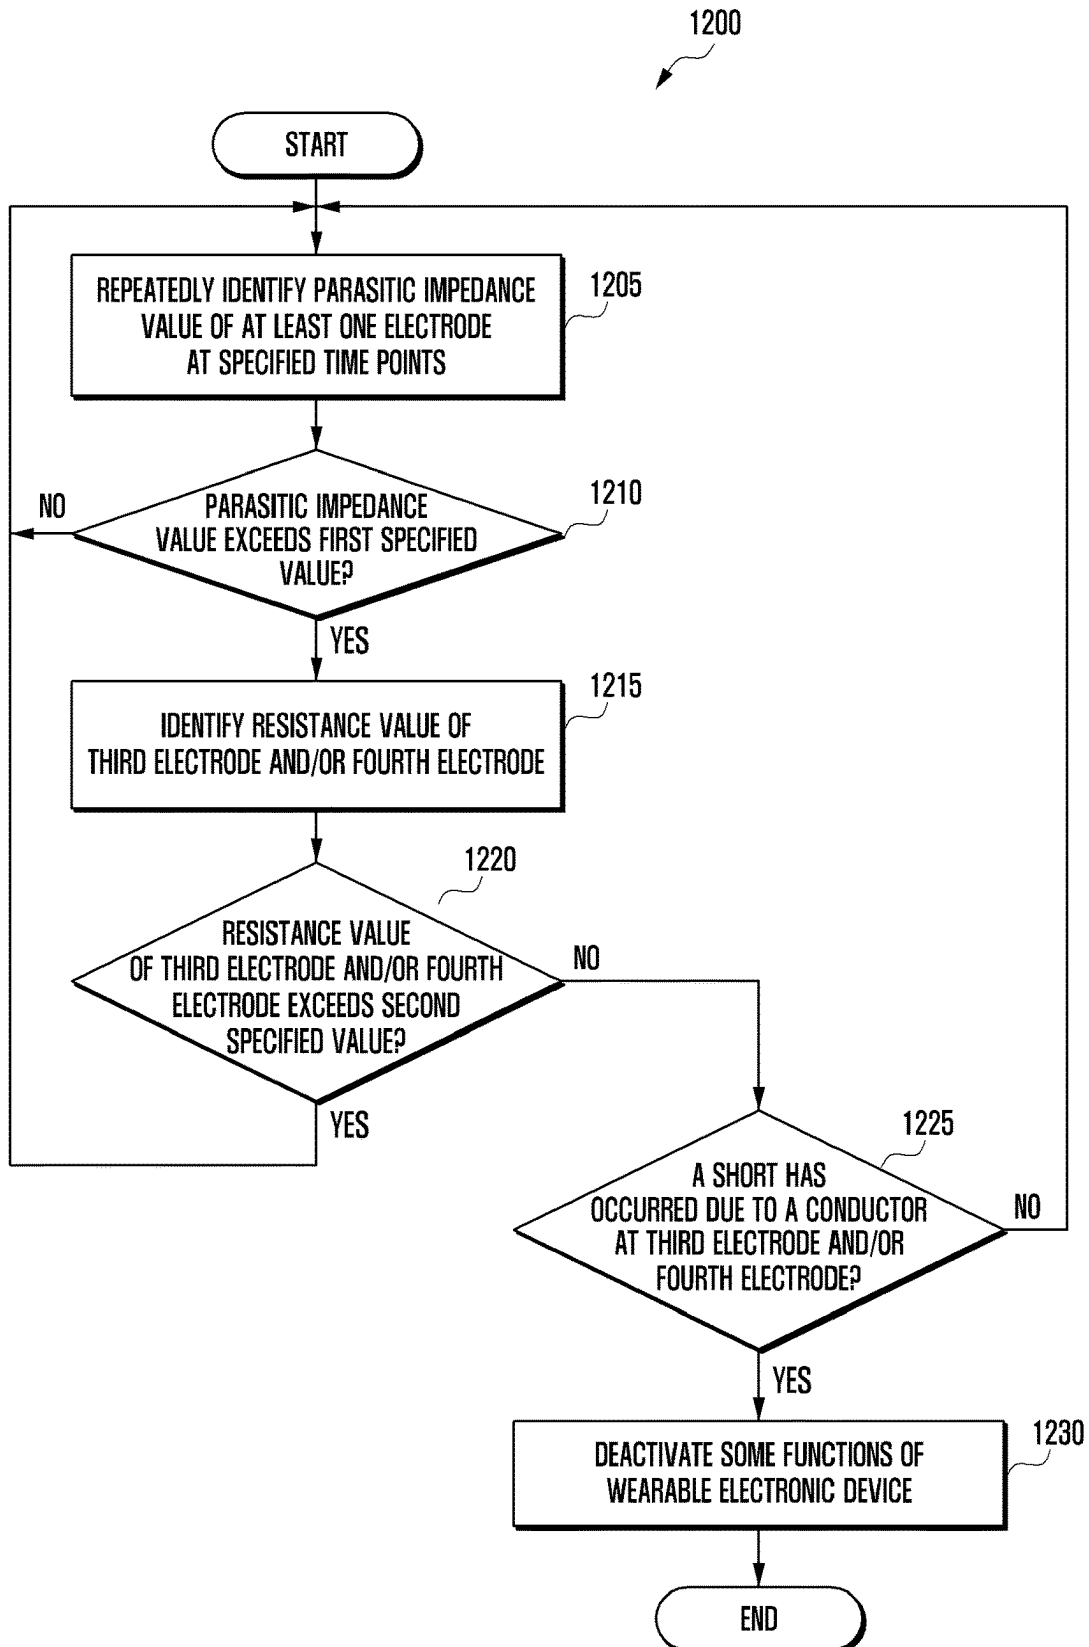 1200
START
REPEATEDLY IDENTIFY PARASITIC IMPEDANCE
VALUE OF AT LEAST ONE ELECTRODE
AT SPECIFIED TIME POINTS
1205
PARASITIC IMPEDANCE
VALUE EXCEEDS FIRST SPECIFIED
VALUE?
1210
NO
YES
IDENTIFY RESISTANCE VALUE OF
THIRD ELECTRODE AND/OR FOURTH ELECTRODE
1215
1220
RESISTANCE VALUE
OF THIRD ELECTRODE AND/OR FOURTH
ELECTRODE EXCEEDS SECOND
SPECIFIED VALUE?
NO
YES
1225
A SHORT HAS
OCCURRED DUE TO A CONDUCTOR
AT THIRD ELECTRODE AND/OR
FOURTH ELECTRODE?
NO
YES
DEACTIVATE SOME FUNCTIONS OF
WEARABLE ELECTRONIC DEVICE
1230
END